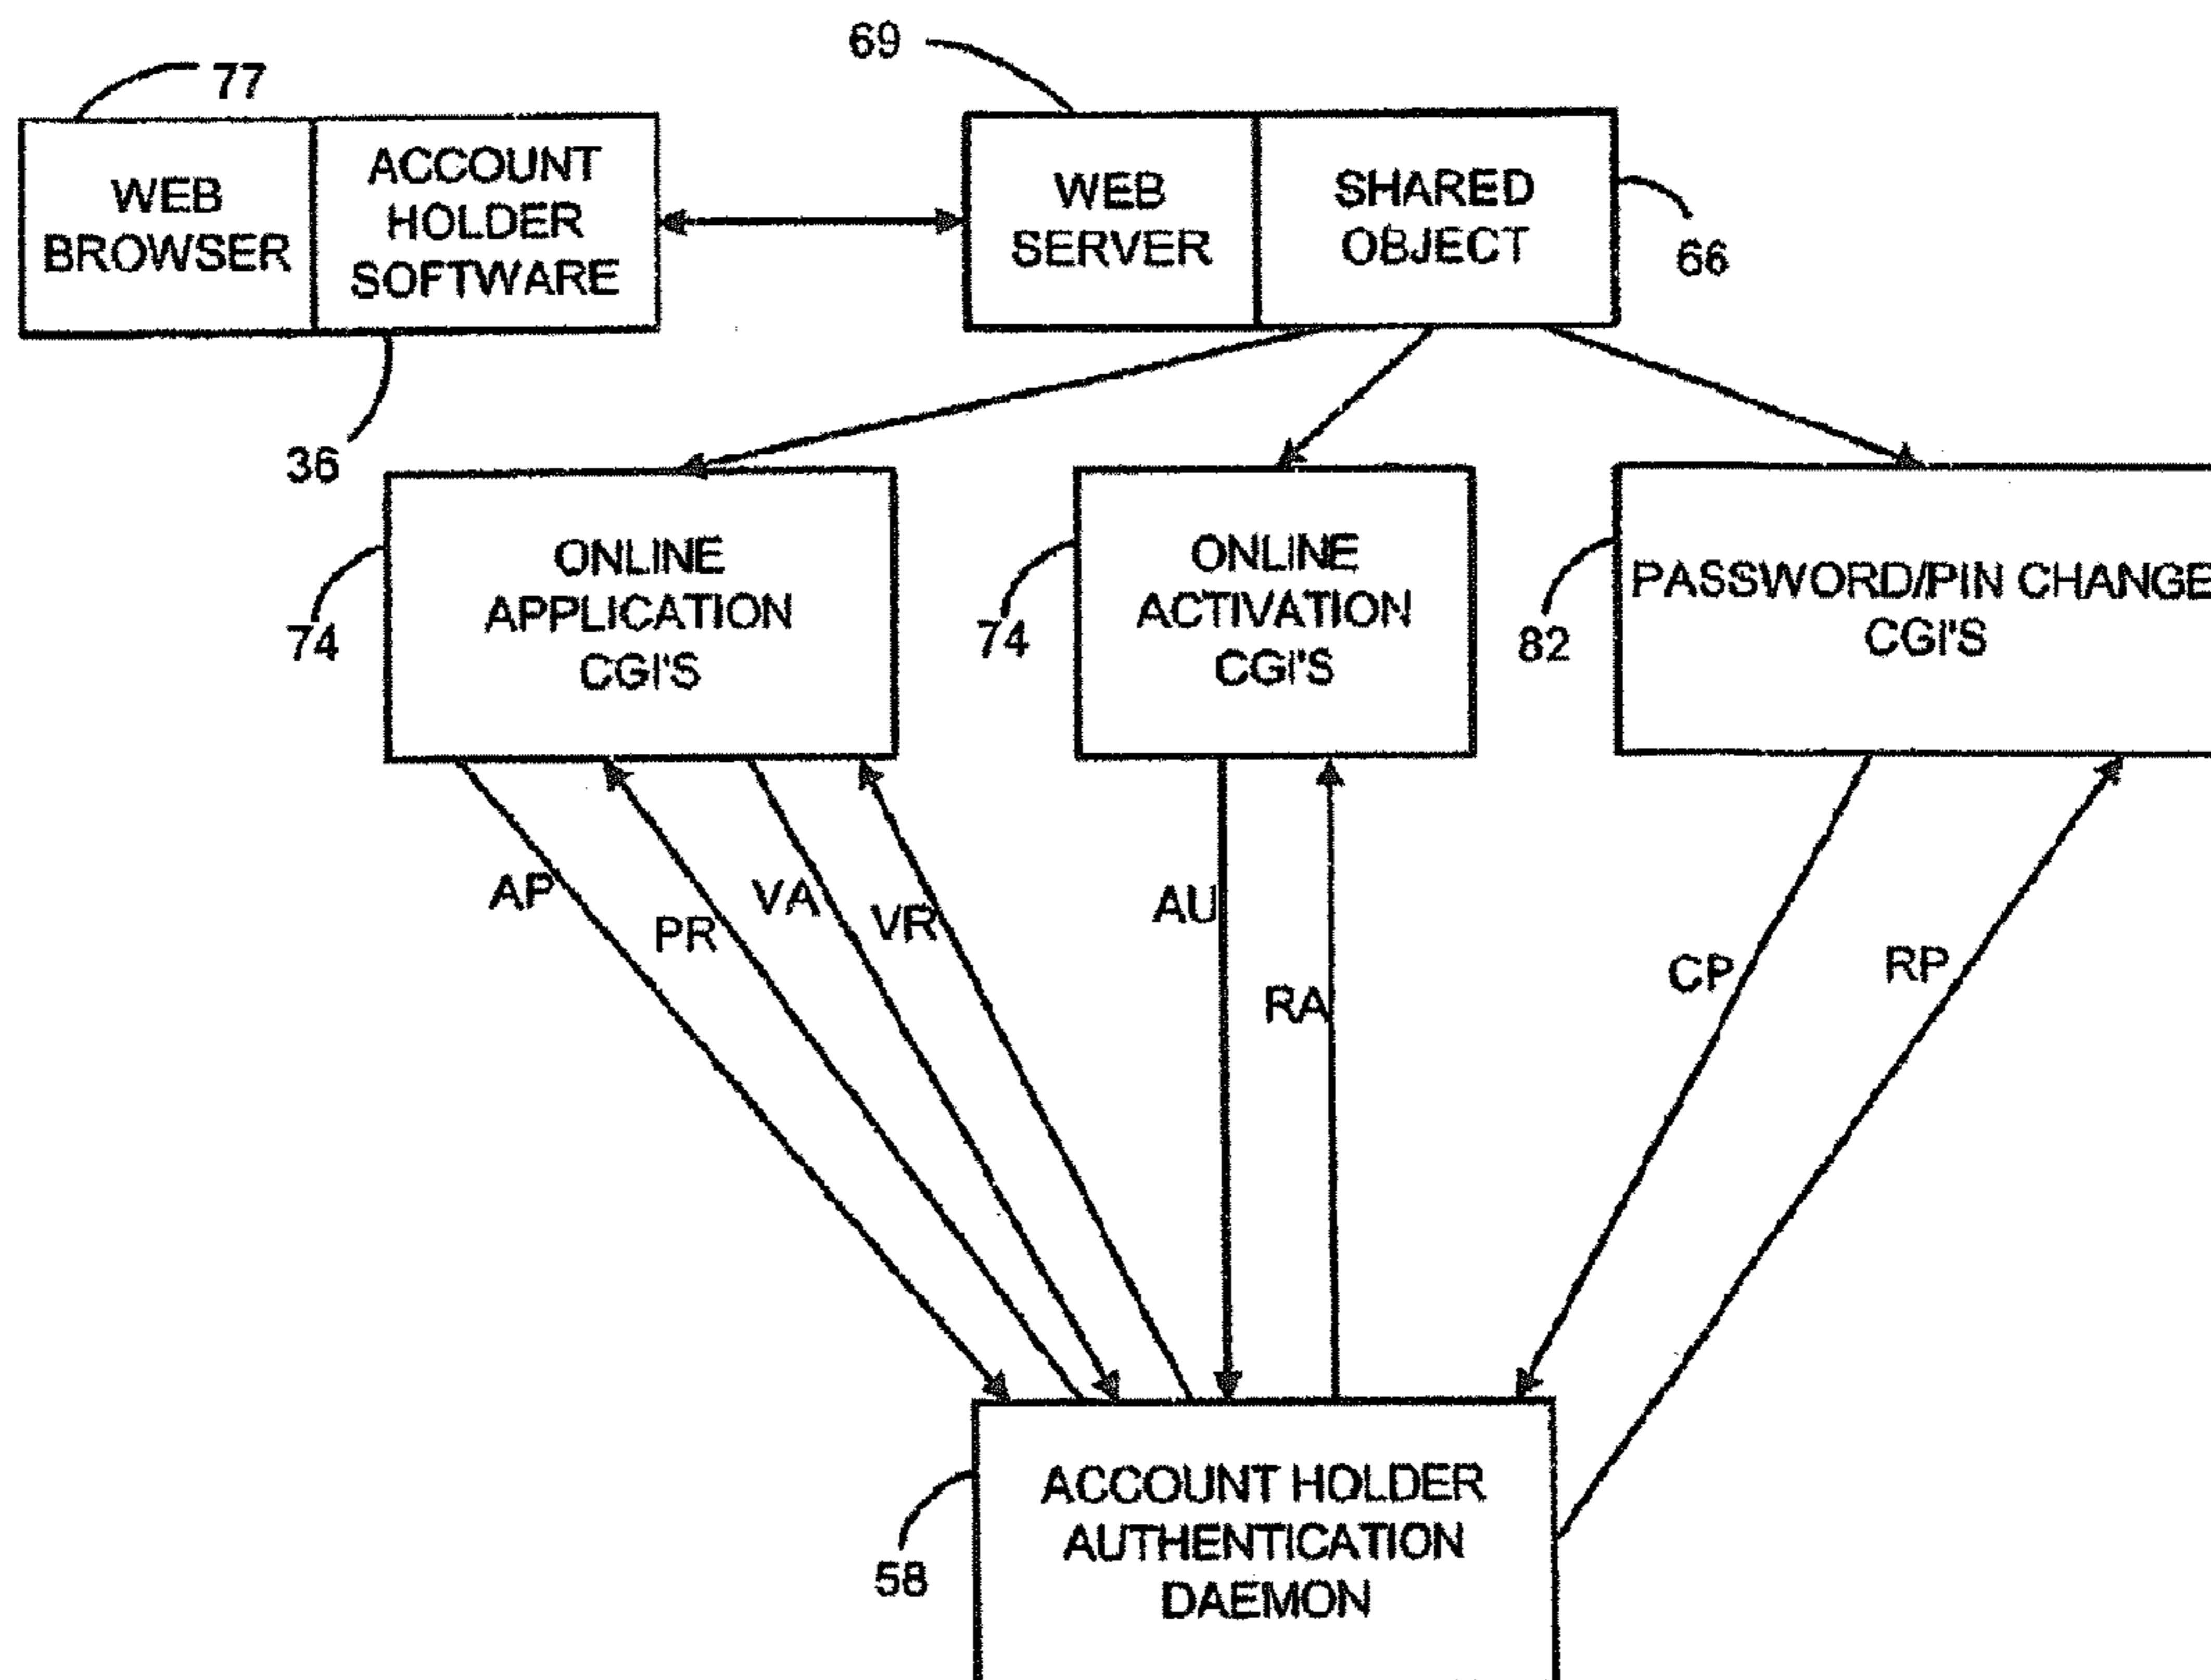 69
77
WEB
BROWSER
ACCOUNT
HOLDER
SOFTWARE
WEB
SERVER
SHARED
OBJECT
66
36
ONLINE
APPLICATION
CGI'S
74
ONLINE
ACTIVATION
CGI'S
74
PASSWORD/PIN CHANGE
CGI'S
82
AP
PR
VA
VR
AU
RA
CP
RP
ACCOUNT HOLDER
AUTHENTICATION
DAEMON
58